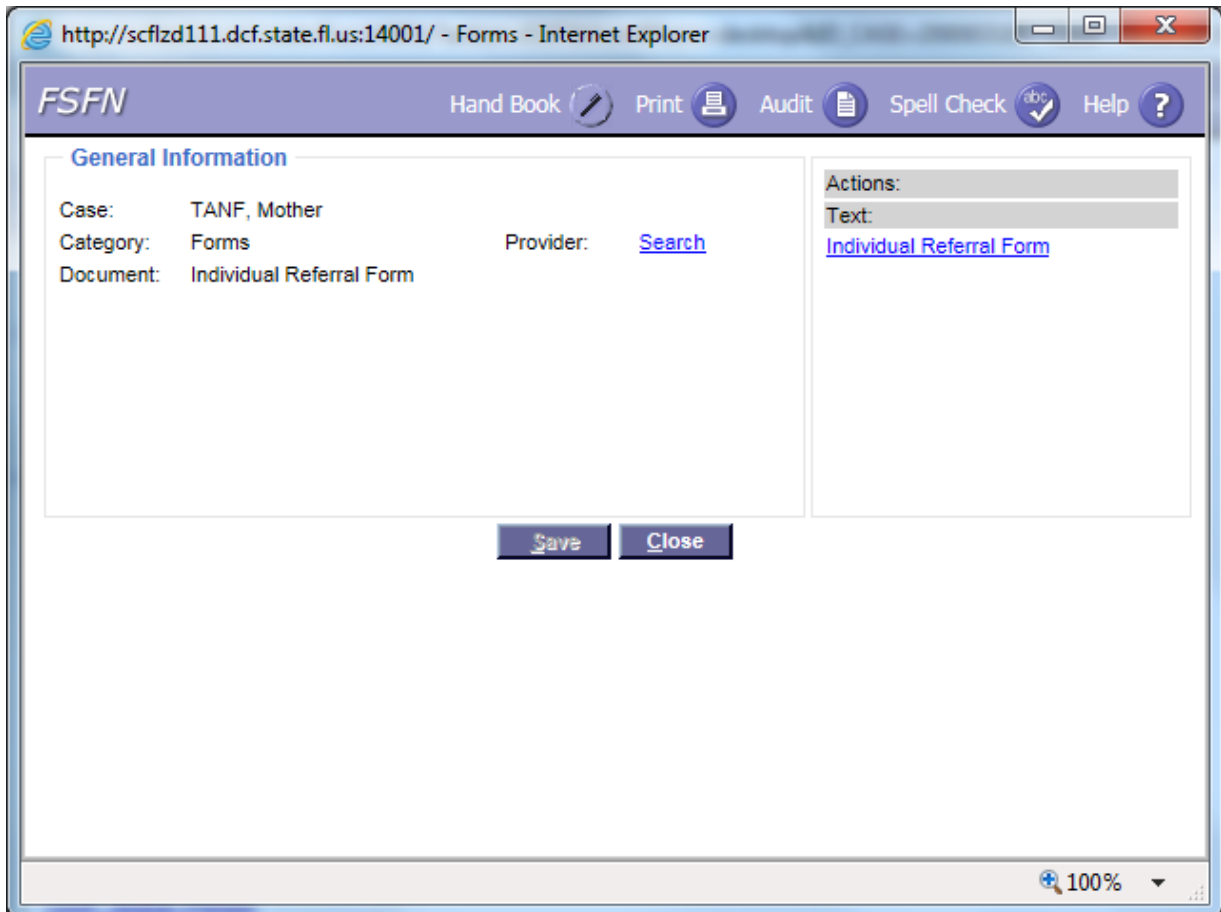 http://scflzd111.dcf.state.fl.us:14001/ - Forms - Internet Explorer
FSFN Hand Book Print Audit abc Spell Check Help ?
General Information
Case: TANF, Mother
Category: Forms Provider: Search
Document: Individual Referral Form
Actions:
Text:
Individual Referral Form
Save Close
100%